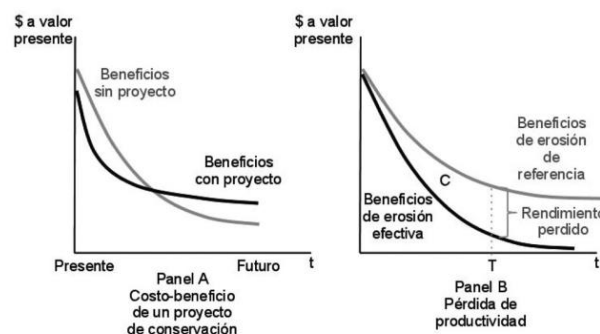 $ a valor
presente
Beneficios
sin proyecto
Beneficios
con proyecto
Presente
Futuro
t
Panel A
Costo-beneficio
de un proyecto
de conservación
$ a valor
presente
Beneficios
de erosión
de
referencia
C
Beneficios
de erosión
efectiva
Rendimiento
perdido
T
t
Panel B
Pérdida de
productividad